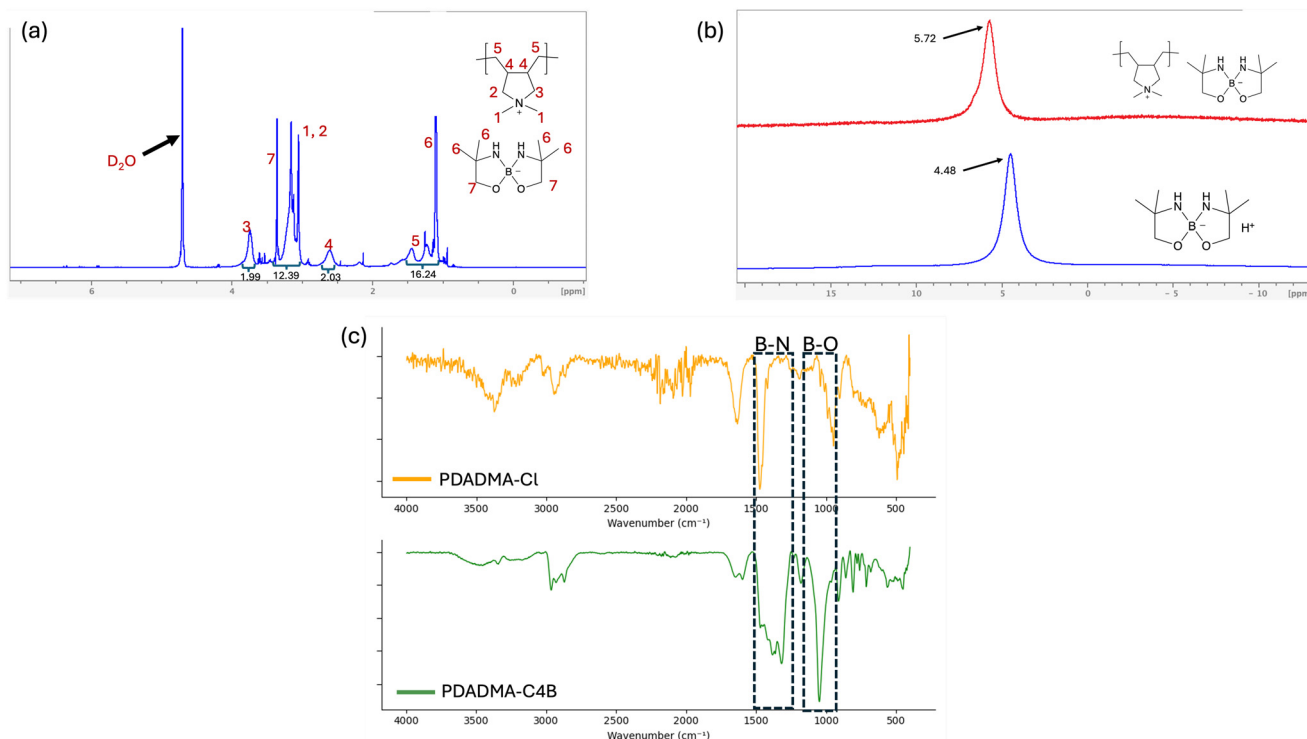 (a)
D₂O
3
7
1, 2
4
5
6
1.99
12.39
2.03
16.24
6
4
2
0
[ppm]
5
5
4 4
2
3
N
+
1
1
6
6
NH
HN
6
6
B⁻
7
O
O
7
(b)
5.72
4.48
N
+
H
N
H
N
B⁻
O
O
H
N
H
N
B⁻
O
O
H⁺
15
10
5
0
- 5
- 10
[ppm
(c)
B-N
B-O
PDADMA-Cl
4000
3500
3000
2500
2000
1500
1000
500
Wavenumber (cm⁻¹)
PDADMA-C4B
4000
3500
3000
2500
2000
1500
1000
500
Wavenumber (cm⁻¹)